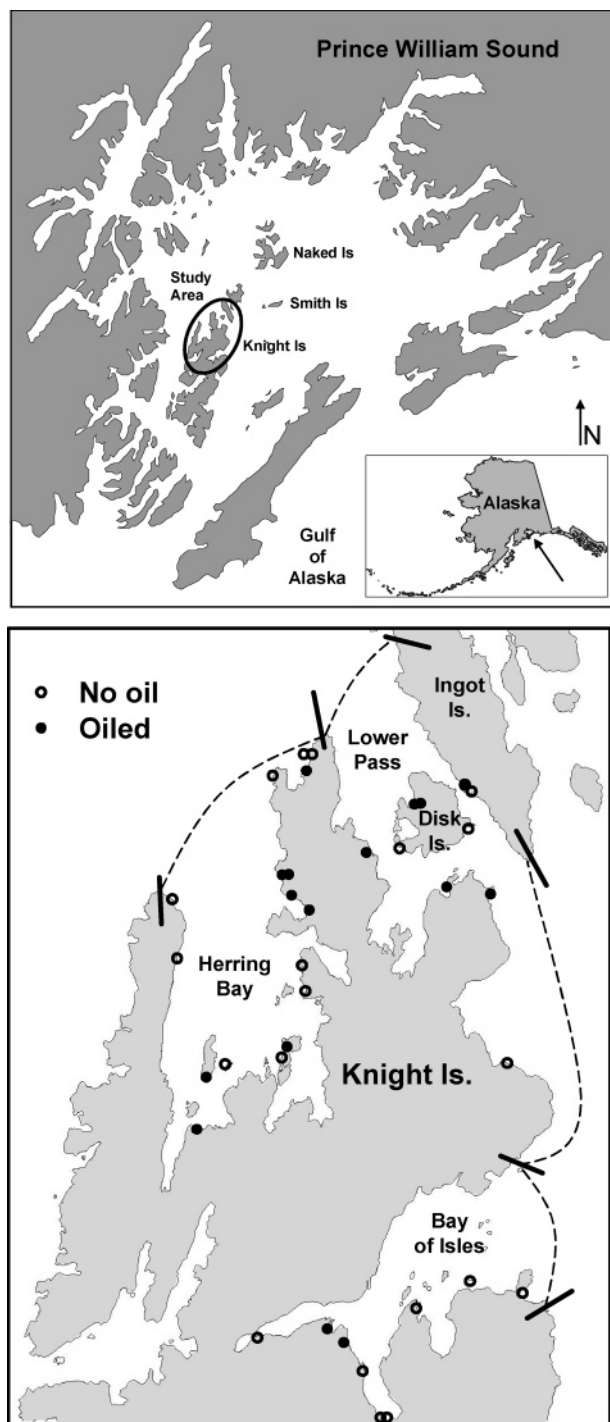 Prince William Sound
Naked Is
Study
Area
Smith Is
Knight Is
N
Alaska
Gulf
of
Alaska
No oil
Oiled
Ingot
Is.
Lower
Pass
Disk
Is.
Herring
Bay
Knight Is.
Bay
of Isles